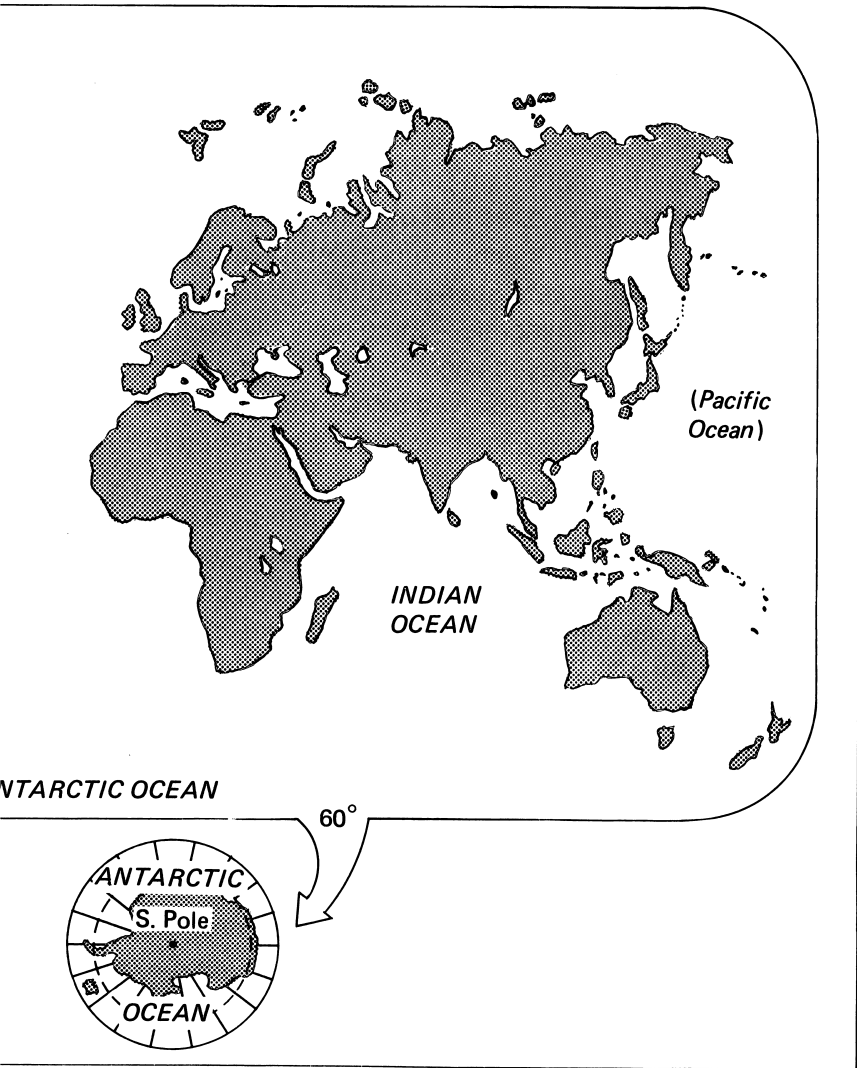 (Pacific
Ocean)
INDIAN
OCEAN
NTARCTIC OCEAN
60°
ANTARCTIC
S. Pole
OCEAN